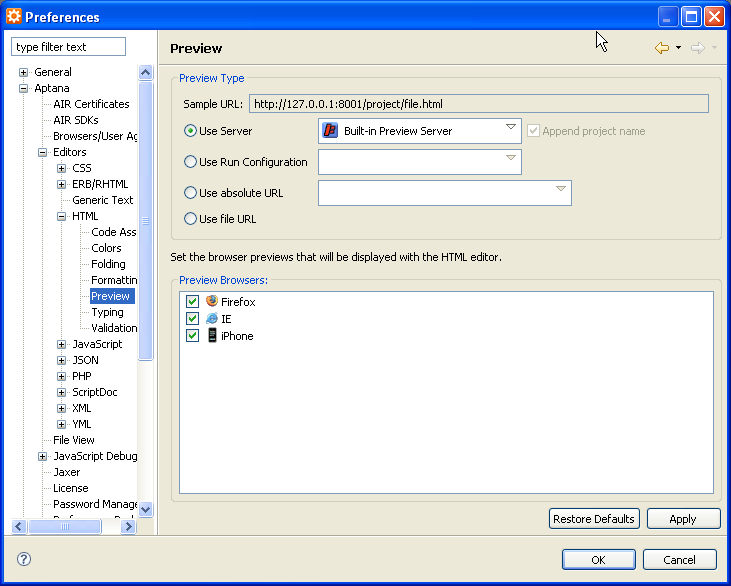 Preferences
type filter text
General
Aptana
AIR Certificates
AIR SDKs
Browsers/User Ag
Editors
CSS
ERB/RHTML
Generic Text
HTML
Code Ass
Colors
Folding
Formattin
Preview
Typing
Validation
JavaScript
JSON
PHP
ScriptDoc
XML
YML
File View
JavaScript Debug
Jaxer
License
Password Manage
Preview
Preview Type
Sample URL: http://127.0.0.1:8001/project/file.html
Use Server Built-in Preview Server Append project name
Use Run Configuration
Use absolute URL
Use file URL
Set the browser previews that will be displayed with the HTML editor.
Preview Browsers:
Firefox
IE
iPhone
Restore Defaults Apply
OK Cancel